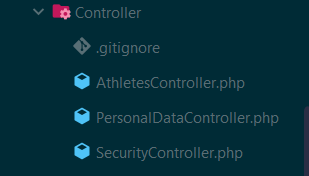 Controller
.gitignore
AthletesController.php
PersonalDataController.php
SecurityController.php